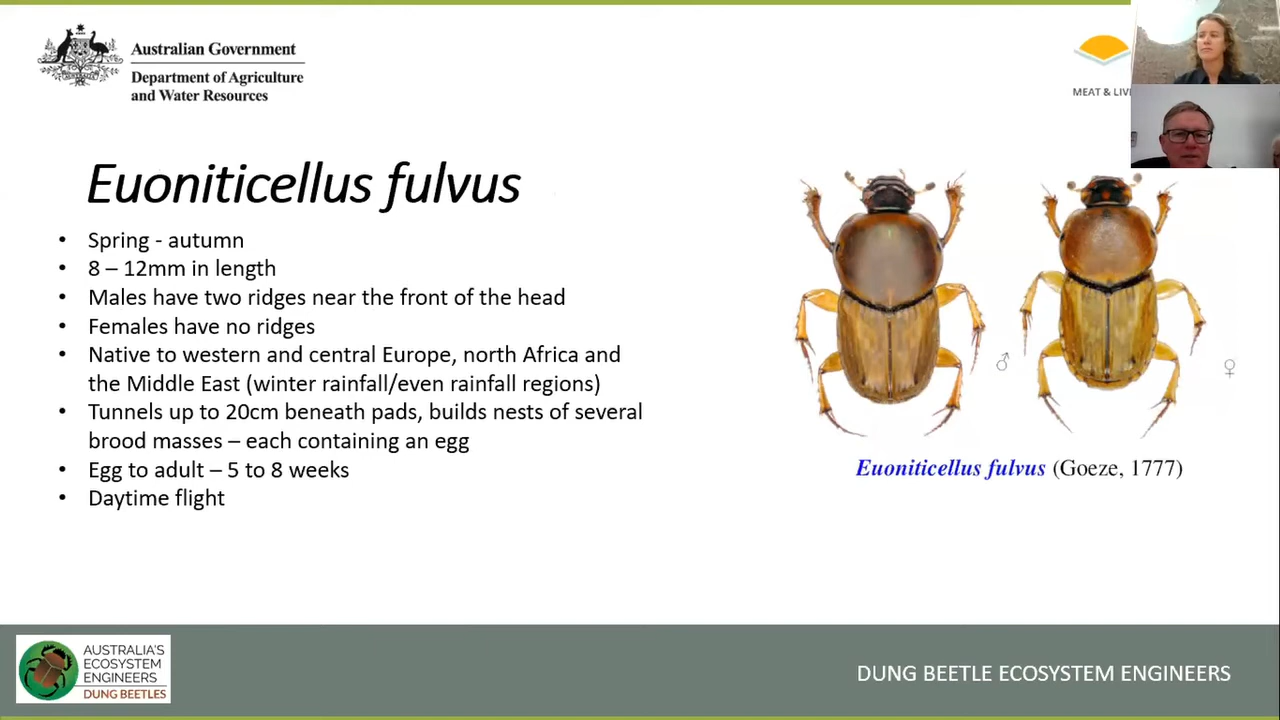 Australian Government
Department of Agriculture
and Water Resources
MEAT &
Euoniticellus fulvus
• Spring - autumn
• 8 – 12mm in length
• Males have two ridges near the front of the head
• Females have no ridges
• Native to western and central Europe, north Africa and
the Middle East (winter rainfall/even rainfall regions)
• Tunnels up to 20cm beneath pads, builds nests of several
brood masses – each containing an egg
• Egg to adult – 5 to 8 weeks
• Daytime flight
♂
♀
Euoniticellus fulvus (Goeze, 1777)
AUSTRALIA'S
ECOSYSTEM
ENGINEERS
DUNG BEETLES
DUNG BEETLE ECOSYSTEM ENGINEERS